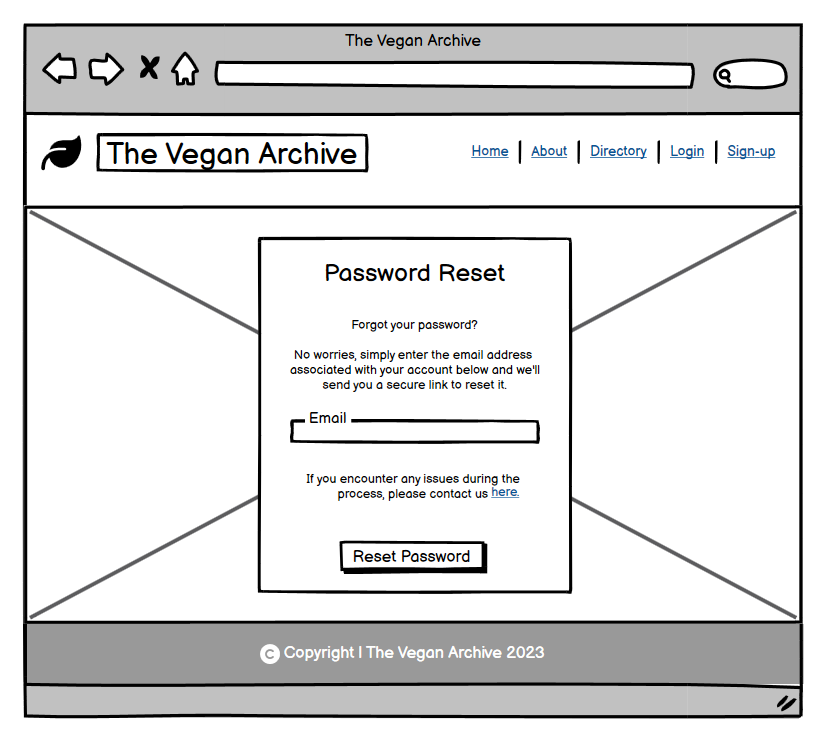 The Vegan Archive
The Vegan Archive
Home | About | Directory | Login | Sign-up
Password Reset
Forgot your password?
No worries, simply enter the email address
associated with your account below and we'll
send you a secure link to reset it.
Email
If you encounter any issues during the
process, please contact us here.
Reset Password
© Copyright | The Vegan Archive 2023